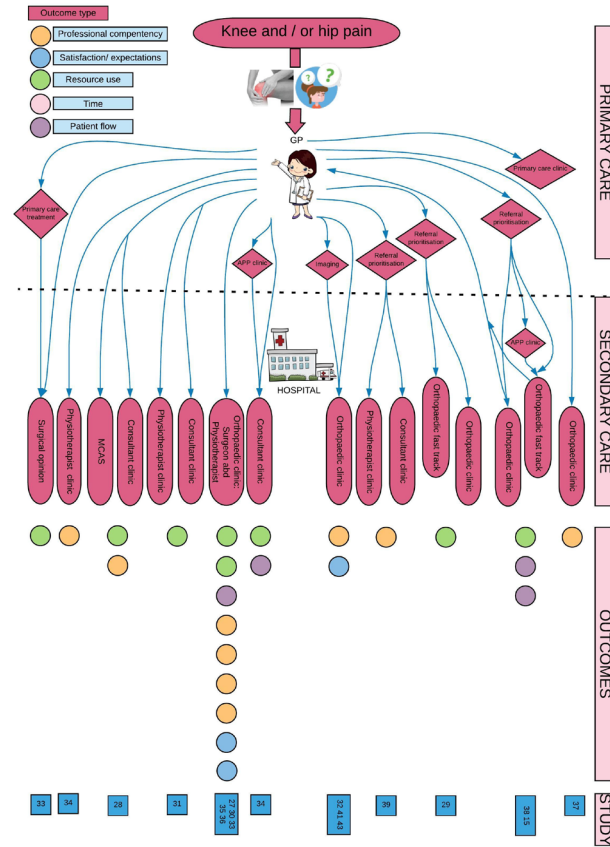 Outcome type
Professional compentency
Satisfaction/ expectations
Resource use
Time
Patient flow
Knee and / or hip pain
?
?
GP
PRIMARY CARE
Primary care clinic
Primary care
treatment
Referral
prioritisation
Referral
prioritisation
Referral
prioritisation
APP clinic
Imaging
APP clinic
HOSPITAL
SECONDARY CARE
Surgical opinion
Physiotherapist clinic
MCAS
Consultant clinic
Physiotherapist clinic
Consultant clinic
Orthopaedic clinic
Surgeon abd
Physiotherapist
Consultant clinic
Orthopaedic clinic
Physiotherapist clinic
Consultant clinic
Orthopaedic fast track
Orthopaedic clinic
Orthopaedic clinic
Orthopaedic fast track
Orthopaedic clinic
OUTCOMES
33
34
28
31
27 30 33
35 36
34
32 41 43
39
29
38 15
37
STUDY